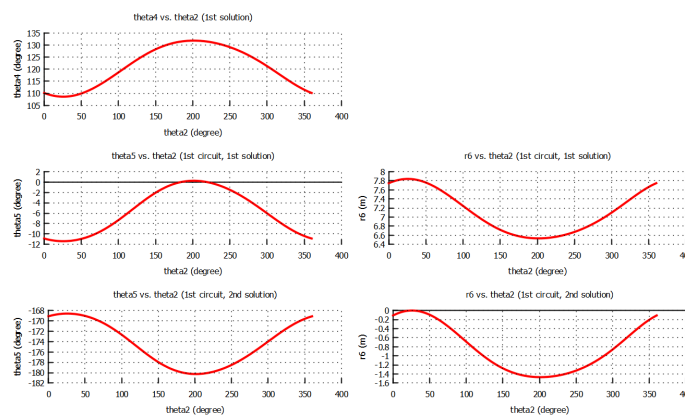 theta4 vs. theta2 (1st solution)
theta4 (degree)
135
130
125
120
115
110
105
0 50 100 150 200 250 300 350 400
theta2 (degree)
theta5 vs. theta2 (1st circuit, 1st solution)
theta5 (degree)
2
0
-2
-4
-6
-8
-10
-12
0 50 100 150 200 250 300 350 400
theta2 (degree)
r6 vs. theta2 (1st circuit, 1st solution)
r6 (m)
8
7.8
7.6
7.4
7.2
7
6.8
6.6
6.4
0 50 100 150 200 250 300 350 400
theta2 (degree)
theta5 vs. theta2 (1st circuit, 2nd solution)
theta5 (degree)
-168
-170
-172
-174
-176
-178
-180
-182
0 50 100 150 200 250 300 350 400
theta2 (degree)
r6 vs. theta2 (1st circuit, 2nd solution)
r6 (m)
0
-0.2
-0.4
-0.6
-0.8
-1
-1.2
-1.4
-1.6
0 50 100 150 200 250 300 350 400
theta2 (degree)